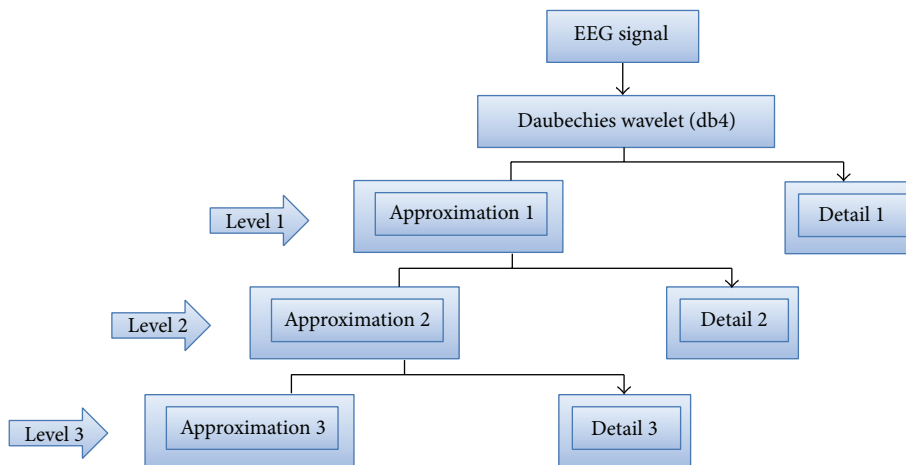 EEG signal
Daubechies wavelet (db4)
Level 1
Approximation 1
Detail 1
Level 2
Approximation 2
Detail 2
Level 3
Approximation 3
Detail 3